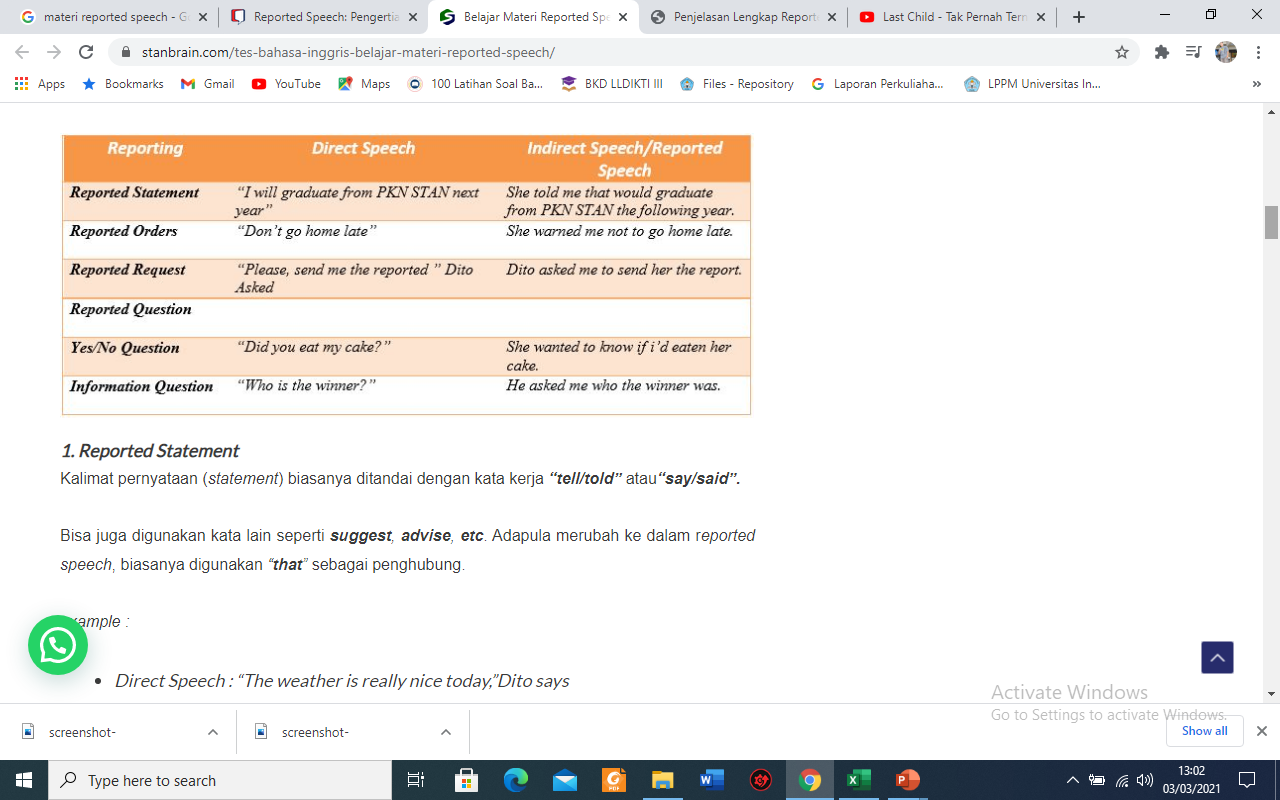 materi reported speech - G
Reported Speech: Pengertia
Belajar Materi Reported Spe
Penjelasan Lengkap Report
Last Child - Tak Pernah Tern
stanbrain.com/tes-bahasa-inggris-belajar-materi-reported-speech/
Apps Bookmarks Gmail YouTube Maps 100 Latihan Soal Ba... BKD LLDIKTI III Files - Repository Laporan Perkuliaha... LPPM Universitas In... »
Reporting Direct Speech Indirect Speech/Reported
Speech
Reported Statement "I will graduate from PKN STAN next She told me that would graduate
year" from PKN STAN the following year.
Reported Orders "Don't go home late" She warned me not to go home late.
Reported Request "Please, send me the reported " Dito Dito asked me to send her the report.
Asked
Reported Question
Yes/No Question "Did you eat my cake?" She wanted to know if i'd eaten her
cake.
Information Question "Who is the winner?" He asked me who the winner was.
1. Reported Statement
Kalimat pernyataan (statement) biasanya ditandai dengan kata kerja “tell/told” atau“say/said”.
Bisa juga digunakan kata lain seperti suggest, advise, etc. Adapula merubah ke dalam reported
speech, biasanya digunakan “that” sebagai penghubung.
ample :
• Direct Speech : “The weather is really nice today,”Dito says
Activate Windows
Go to Settings to activate Windows.
screenshot- screenshot- Show all
Type here to search
13:02
03/03/2021